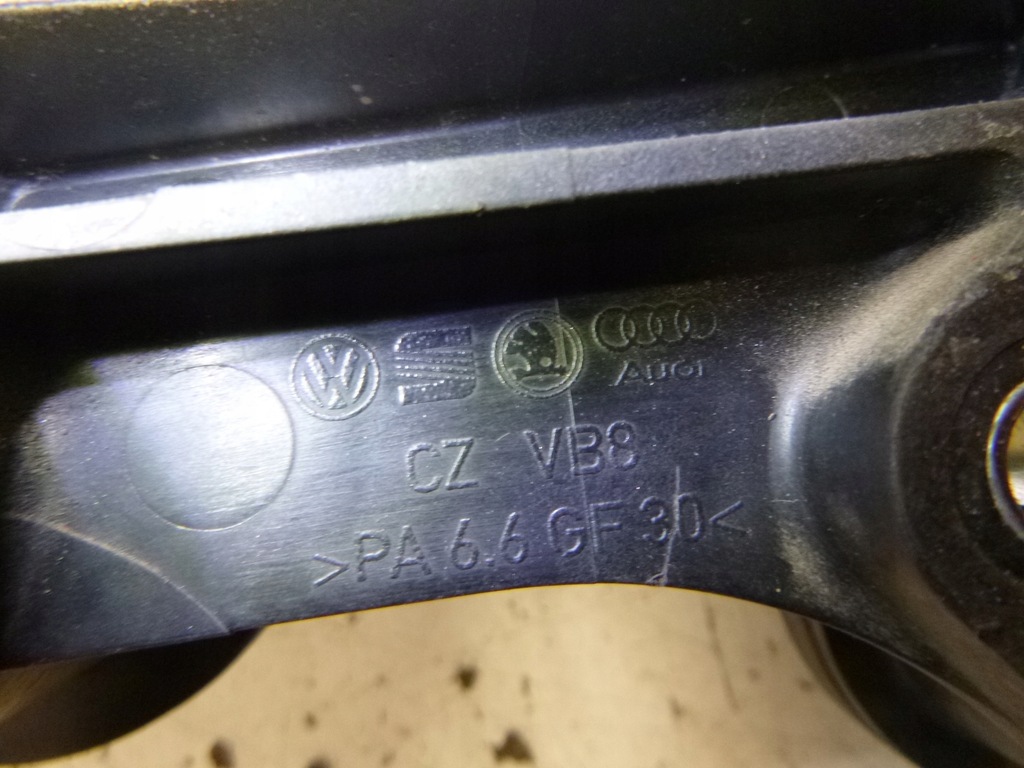 Audi
CZ VB8
>PA 6.6 GF 30<